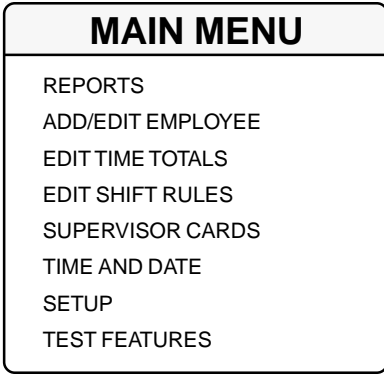 MAIN MENU
REPORTS
ADD/EDIT EMPLOYEE
EDIT TIME TOTALS
EDIT SHIFT RULES
SUPERVISOR CARDS
TIME AND DATE
SETUP
TEST FEATURES